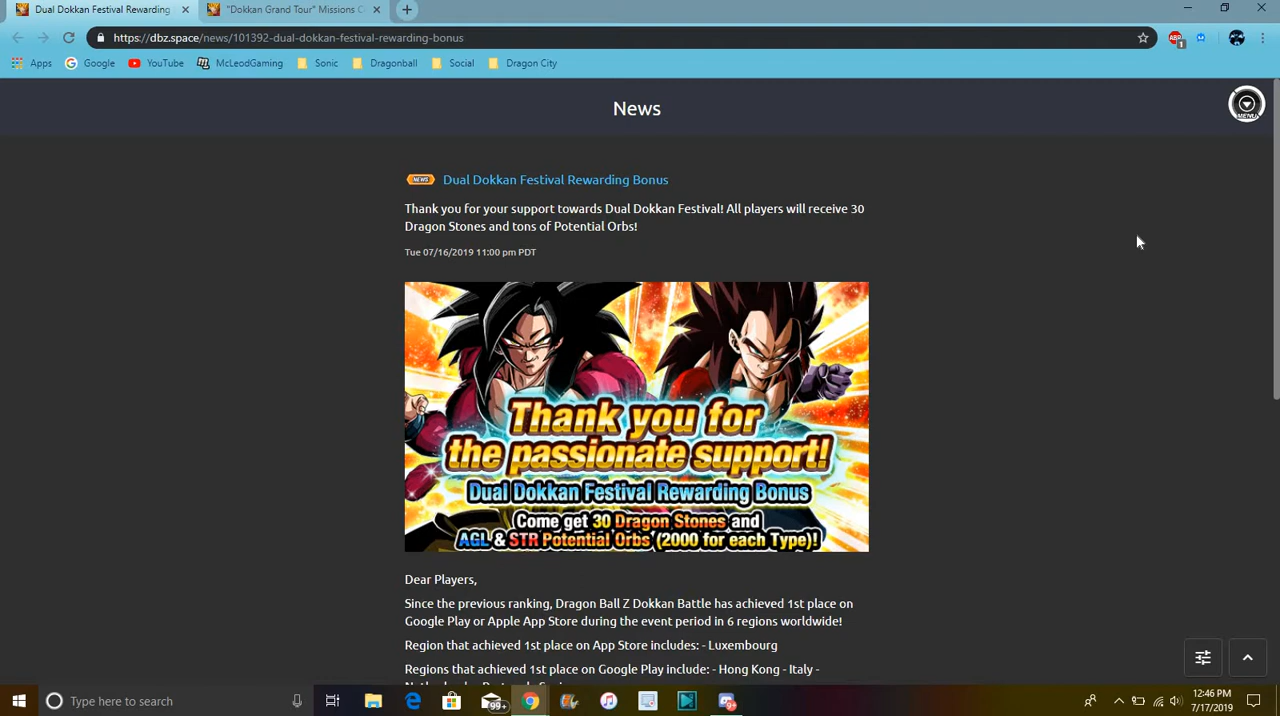 Dual Dokkan Festival Rewarding
"Dokkan Grand Tour" Missions C
https://dbz.space/news/101392-dual-dokkan-festival-rewarding-bonus
ABP
1
Apps
Google
YouTube
McLeodGaming
Sonic
Dragonball
Social
Dragon City
News
MENU
NEWS
Dual Dokkan Festival Rewarding Bonus
Thank you for your support towards Dual Dokkan Festival! All players will receive 30
Dragon Stones and tons of Potential Orbs!
Tue 07/16/2019 11:00 pm PDT
Thank you for
the passionate support!
Dual Dokkan Festival Rewarding Bonus
Come get 30 Dragon Stones and
AGL & STR Potential Orbs (2000 for each Type)!
Dear Players,
Since the previous ranking, Dragon Ball Z Dokkan Battle has achieved 1st place on
Google Play or Apple App Store during the event period in 6 regions worldwide!
Region that achieved 1st place on App Store includes: - Luxembourg
Regions that achieved 1st place on Google Play include: - Hong Kong - Italy -
Type here to search
99+
9+
12:46 PM
7/17/2019